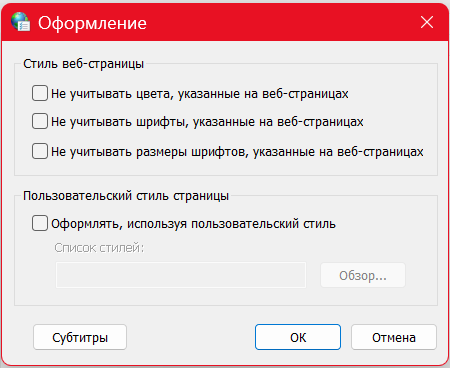 Оформление
Стиль веб-страницы
Не учитывать цвета, указанные на веб-страницах
Не учитывать шрифты, указанные на веб-страницах
Не учитывать размеры шрифтов, указанные на веб-страницах
Пользовательский стиль страницы
Оформлять, используя пользовательский стиль
Список стилей:
Обзор...
Субтитры
ОК
Отмена